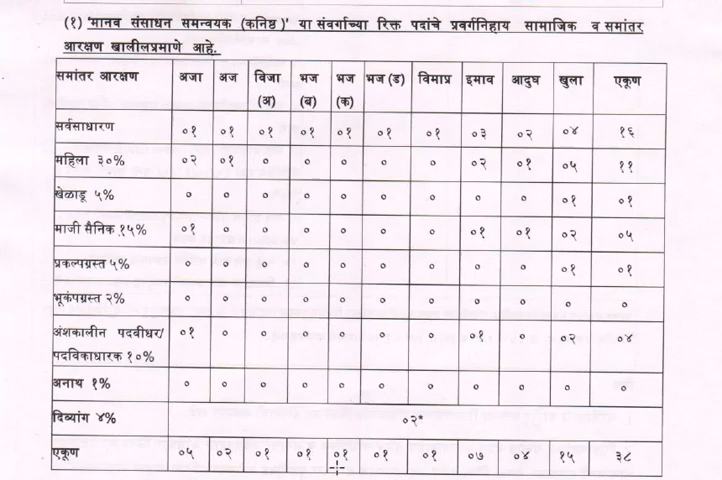 (१) 'मानव संसाधन समन्वयक (कनिष्ठ)' या संवर्गाच्या रिक्त पदांचे प्रवर्गनिहाय सामाजिक व समांतर
आरक्षण खालीलप्रमाणे आहे.
समांतर आरक्षण अजा अज विजा (अ) भज (ब) भज (क) भज (ड) विमाप्र इमाव आदुघ खुला एकूण
सर्वसाधारण ०१ ०१ ०१ ०१ ०१ ०१ ०१ ०३ ०२ ०४ १६
महिला ३०% ०२ ०१ ० ० ० ० ० ०२ ०१ ०५ ११
खेळाडू ५% ० ० ० ० ० ० ० ० ० ०१ ०१
माजी सैनिक १५% ०१ ० ० ० ० ० ० ०१ ०१ ०२ ०५
प्रकल्पग्रस्त ५% ० ० ० ० ० ० ० ० ० ०१ ०१
भूकंपग्रस्त २% ० ० ० ० ० ० ० ० ० ० ०
अंशकालीन पदवीधर/
पदविकाधारक १०% ०१ ० ० ० ० ० ० ०१ ० ०२ ०४
अनाथ १% ० ० ० ० ० ० ० ० ० ० ०
दिव्यांग ४% ०२*
एकूण ०५ ०२ ०१ ०१ ०१ ०१ ०१ ०७ ०४ १५ ३८